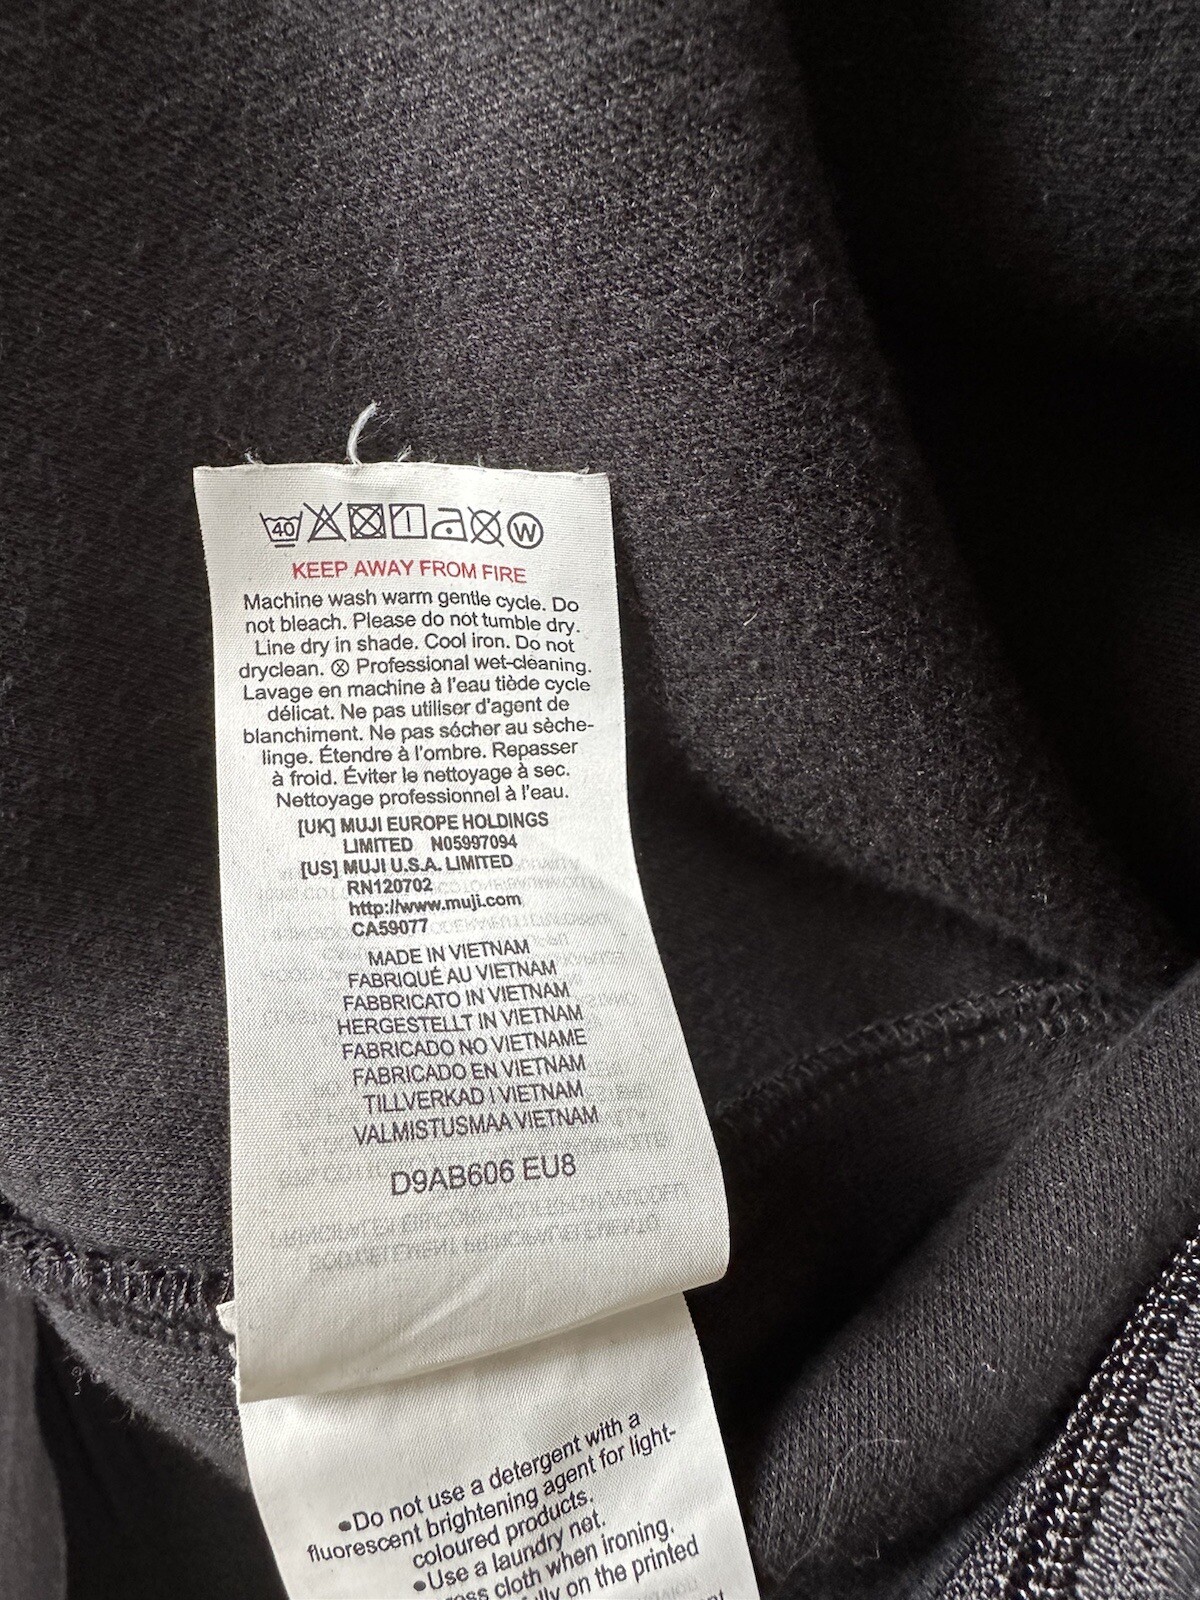 40 W
KEEP AWAY FROM FIRE
Machine wash warm gentle cycle. Do
not bleach. Please do not tumble dry.
Line dry in shade. Cool iron. Do not
dryclean. ⓧ Professional wet-cleaning.
Lavage en machine à l'eau tiède cycle
délicat. Ne pas utiliser d'agent de
blanchiment. Ne pas sécher au sèche-
linge. Étendre à l'ombre. Repasser
à froid. Éviter le nettoyage à sec.
Nettoyage professionnel à l'eau.
[UK] MUJI EUROPE HOLDINGS
LIMITED N05997094
[US] MUJI U.S.A. LIMITED
RN120702
http://www.muji.com
CA59077
MADE IN VIETNAM
FABRIQUÉ AU VIETNAM
FABBRICATO IN VIETNAM
HERGESTELLT IN VIETNAM
FABRICADO NO VIETNAME
FABRICADO EN VIETNAM
TILLVERKAD I VIETNAM
VALMISTUSMAA VIETNAM
D9AB606 EU8
•Do not use a detergent with a
fluorescent brightening agent for light-
coloured products.
•Use a laundry net.
cloth when ironing.
on the printed